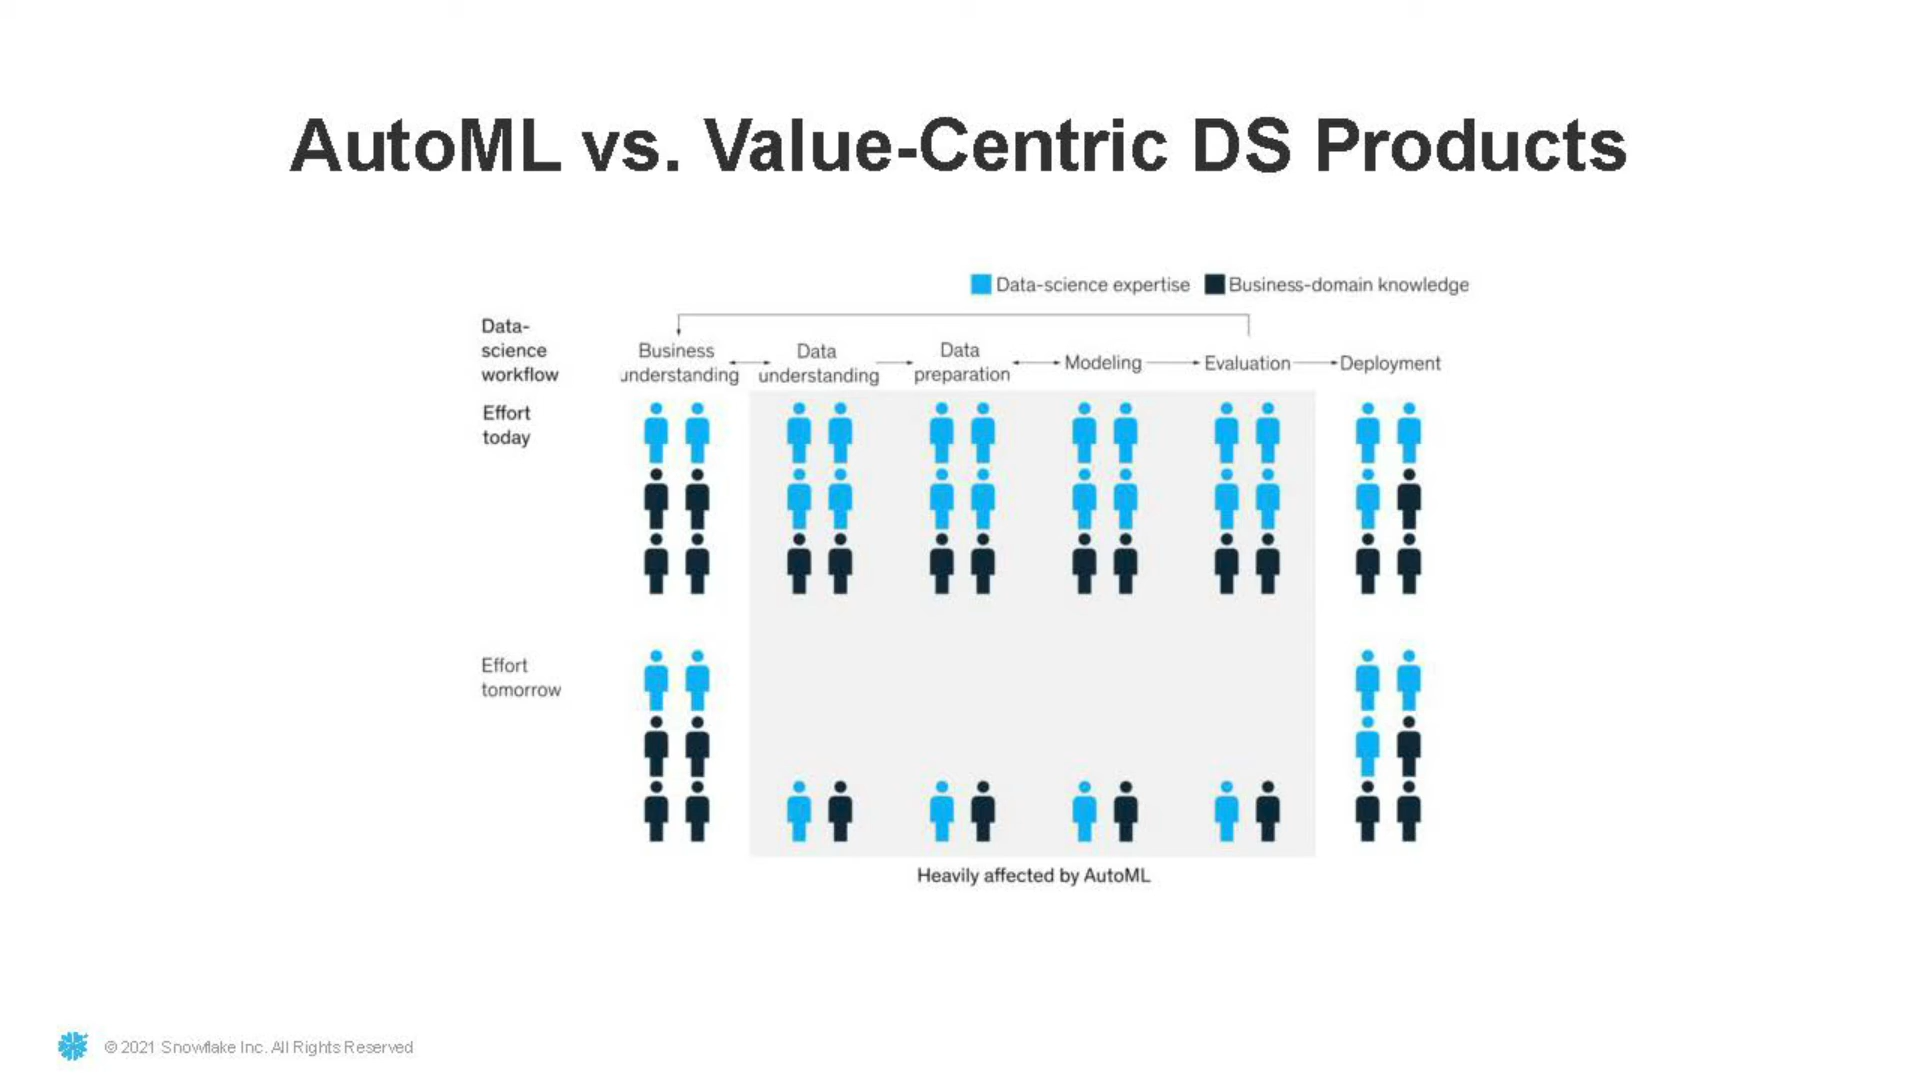 AutoML vs. Value-Centric DS Products
Data-science expertise
Business-domain knowledge
Data-
science
workflow
Business
understanding
Data
understanding
Data
preparation
Modeling
Evaluation
Deployment
Effort
today
Effort
tomorrow
Heavily affected by AutoML
© 2021 Snowflake Inc. All Rights Reserved